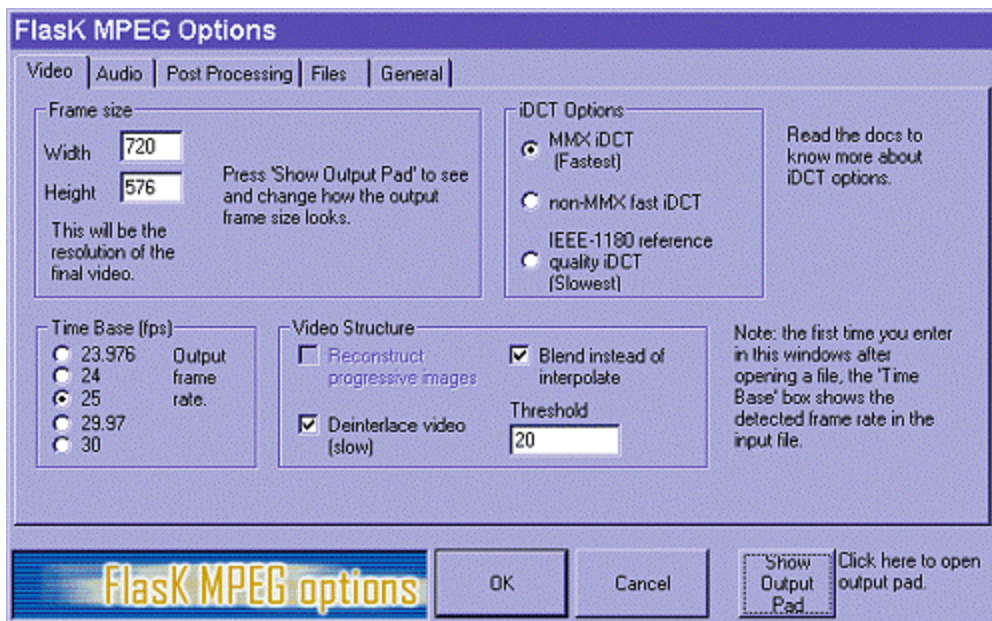 FlasK MPEG Options
Video
Audio
Post Processing
Files
General
Frame size
Width
720
Height
576
Press 'Show Output Pad' to see
and change how the output
frame size looks.
This will be the
resolution of the
final video.
iDCT Options
MMX iDCT
(Fastest)
non-MMX fast iDCT
IEEE-1180 reference
quality iDCT
(Slowest)
Read the docs to
know more about
iDCT options.
Time Base (fps)
23.976
24
25
29.97
30
Output
frame
rate.
Video Structure
Reconstruct
progressive images
Deinterlace video
(slow)
Blend instead of
interpolate
Threshold
20
Note: the first time you enter
in this windows after
opening a file, the 'Time
Base' box shows the
detected frame rate in the
input file.
FlasK MPEG options
OK
Cancel
Show
Output
Pad
Click here to open
output pad.